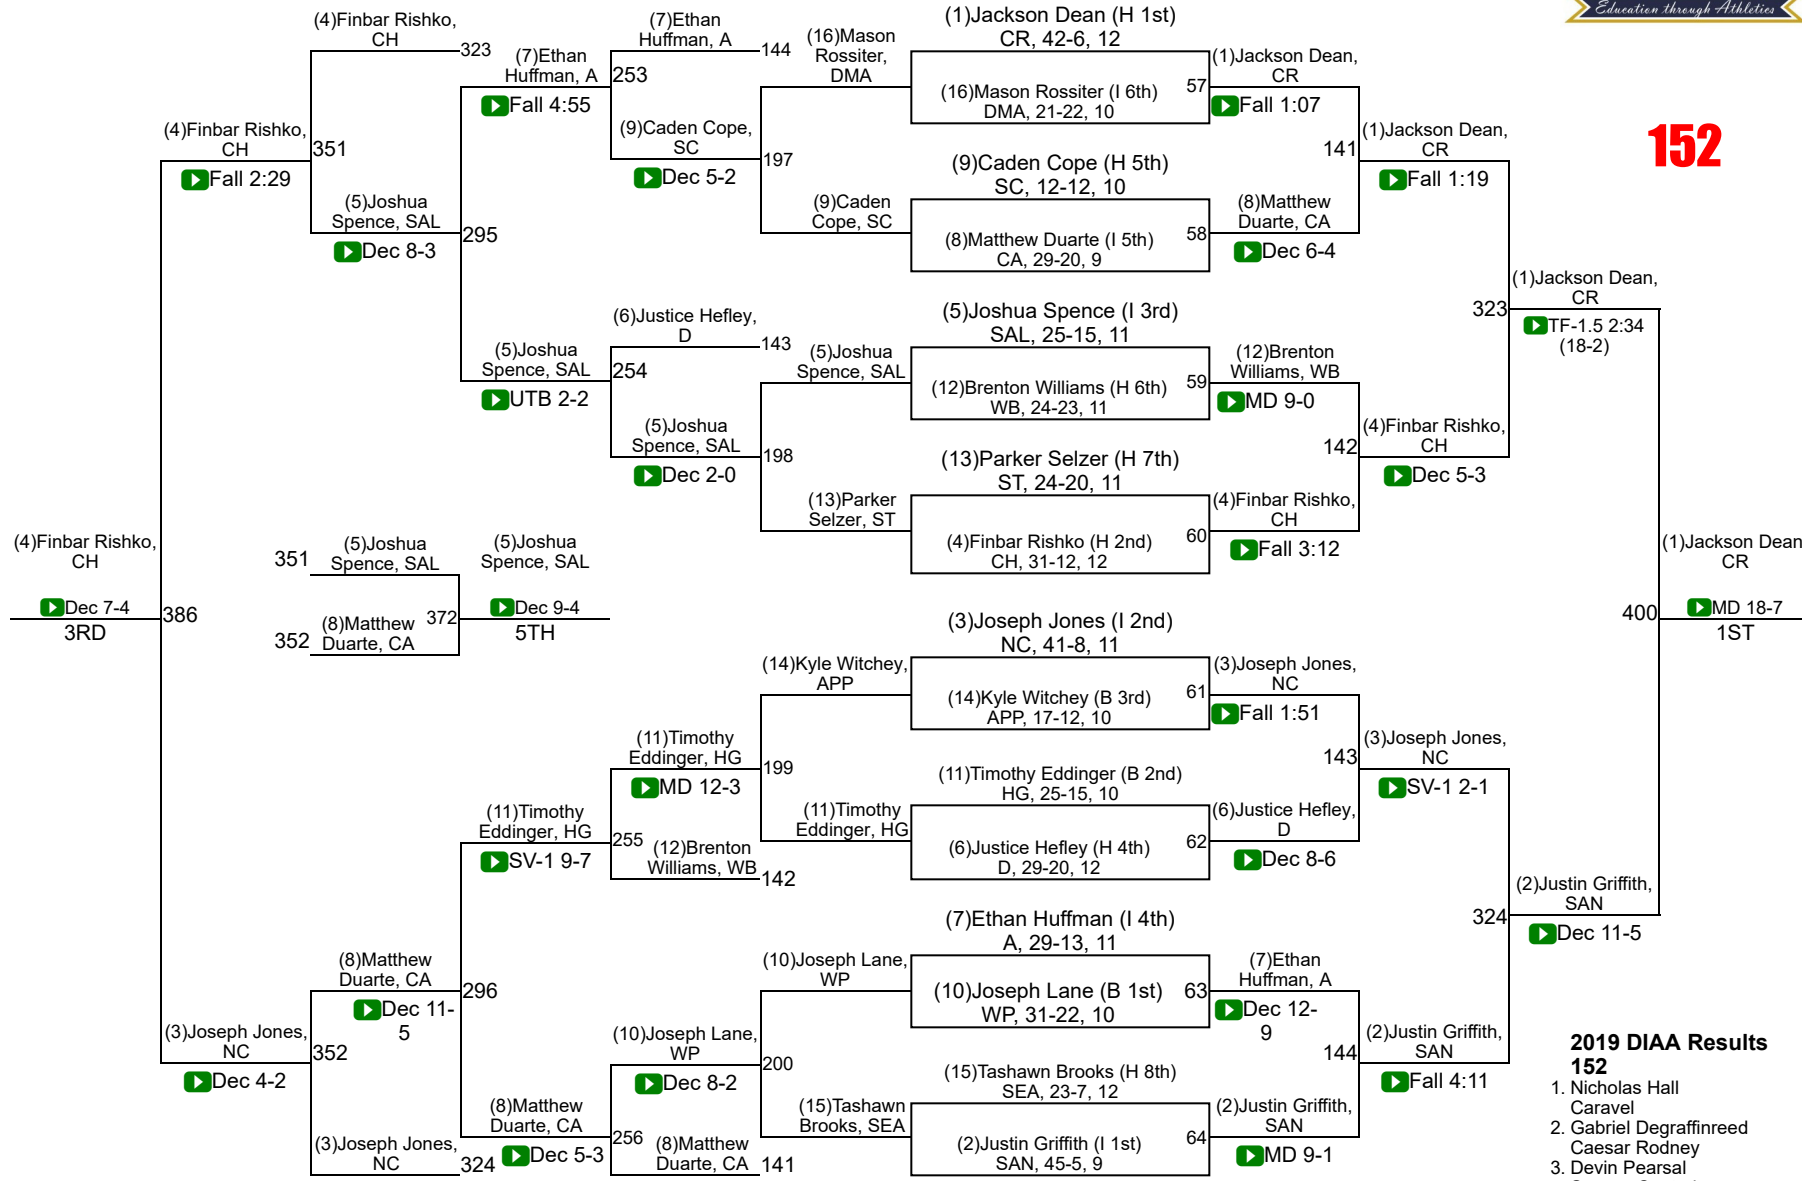 Education through Athletics
152
(4)Finbar Rishko,
CH
323
(7)Ethan
Huffman, A
Fall 4:55
(7)Ethan
Huffman, A
144
253
(9)Caden Cope,
SC
Dec 5-2
(16)Mason
Rossiter,
DMA
197
(9)Caden
Cope, SC
(1)Jackson Dean (H 1st)
CR, 42-6, 12
(16)Mason Rossiter (I 6th)
DMA, 21-22, 10
57
(1)Jackson Dean,
CR
Fall 1:07
(9)Caden Cope (H 5th)
SC, 12-12, 10
(8)Matthew Duarte (I 5th)
CA, 29-20, 9
58
(8)Matthew
Duarte, CA
Dec 6-4
141
(1)Jackson Dean,
CR
Fall 1:19
(4)Finbar Rishko,
CH
Fall 2:29
351
(5)Joshua
Spence, SAL
Dec 8-3
295
(5)Joshua
Spence, SAL
UTB 2-2
(6)Justice Hefley,
D
143
254
(5)Joshua
Spence, SAL
Dec 2-0
(5)Joshua
Spence, SAL
198
(13)Parker
Selzer, ST
(5)Joshua Spence (I 3rd)
SAL, 25-15, 11
(12)Brenton Williams (H 6th)
WB, 24-23, 11
59
(12)Brenton
Williams, WB
MD 9-0
(13)Parker Selzer (H 7th)
ST, 24-20, 11
(4)Finbar Rishko (H 2nd)
CH, 31-12, 12
60
(4)Finbar Rishko,
CH
Fall 3:12
142
(4)Finbar Rishko,
CH
Dec 5-3
323
(1)Jackson Dean,
CR
TF-1.5 2:34
(18-2)
(4)Finbar Rishko,
CH
Dec 7-4
3RD
386
351
(5)Joshua
Spence, SAL
352
(8)Matthew
Duarte, CA
372
(5)Joshua
Spence, SAL
Dec 9-4
5TH
400
(1)Jackson Dean
CR
MD 18-7
1ST
(3)Joseph Jones (I 2nd)
NC, 41-8, 11
(14)Kyle Witchey (B 3rd)
APP, 17-12, 10
61
(3)Joseph Jones,
NC
Fall 1:51
(14)Kyle Witchey,
APP
199
(11)Timothy
Eddinger, HG
(11)Timothy
Eddinger, HG
MD 12-3
255
(12)Brenton
Williams, WB
142
(11)Timothy
Eddinger, HG
SV-1 9-7
(11)Timothy Eddinger (B 2nd)
HG, 25-15, 10
(6)Justice Hefley (H 4th)
D, 29-20, 12
62
(6)Justice Hefley,
D
Dec 8-6
143
(3)Joseph Jones,
NC
SV-1 2-1
324
(2)Justin Griffith,
SAN
Dec 11-5
(7)Ethan Huffman (I 4th)
A, 29-13, 11
(10)Joseph Lane (B 1st)
WP, 31-22, 10
63
(7)Ethan
Huffman, A
Dec 12-
9
(10)Joseph Lane,
WP
200
(15)Tashawn
Brooks, SEA
(15)Tashawn Brooks (H 8th)
SEA, 23-7, 12
(2)Justin Griffith (I 1st)
SAN, 45-5, 9
64
(2)Justin Griffith,
SAN
MD 9-1
144
(2)Justin Griffith,
SAN
Fall 4:11
(8)Matthew
Duarte, CA
Dec 11-
5
296
(10)Joseph Lane,
WP
Dec 8-2
256
(8)Matthew
Duarte, CA
141
(8)Matthew
Duarte, CA
Dec 5-3
(3)Joseph Jones,
NC
Dec 4-2
352
(3)Joseph Jones,
NC
324
2019 DIAA Results
152
1. Nicholas Hall
Caravel
2. Gabriel Degraffinreed
Caesar Rodney
3. Devin Pearsal